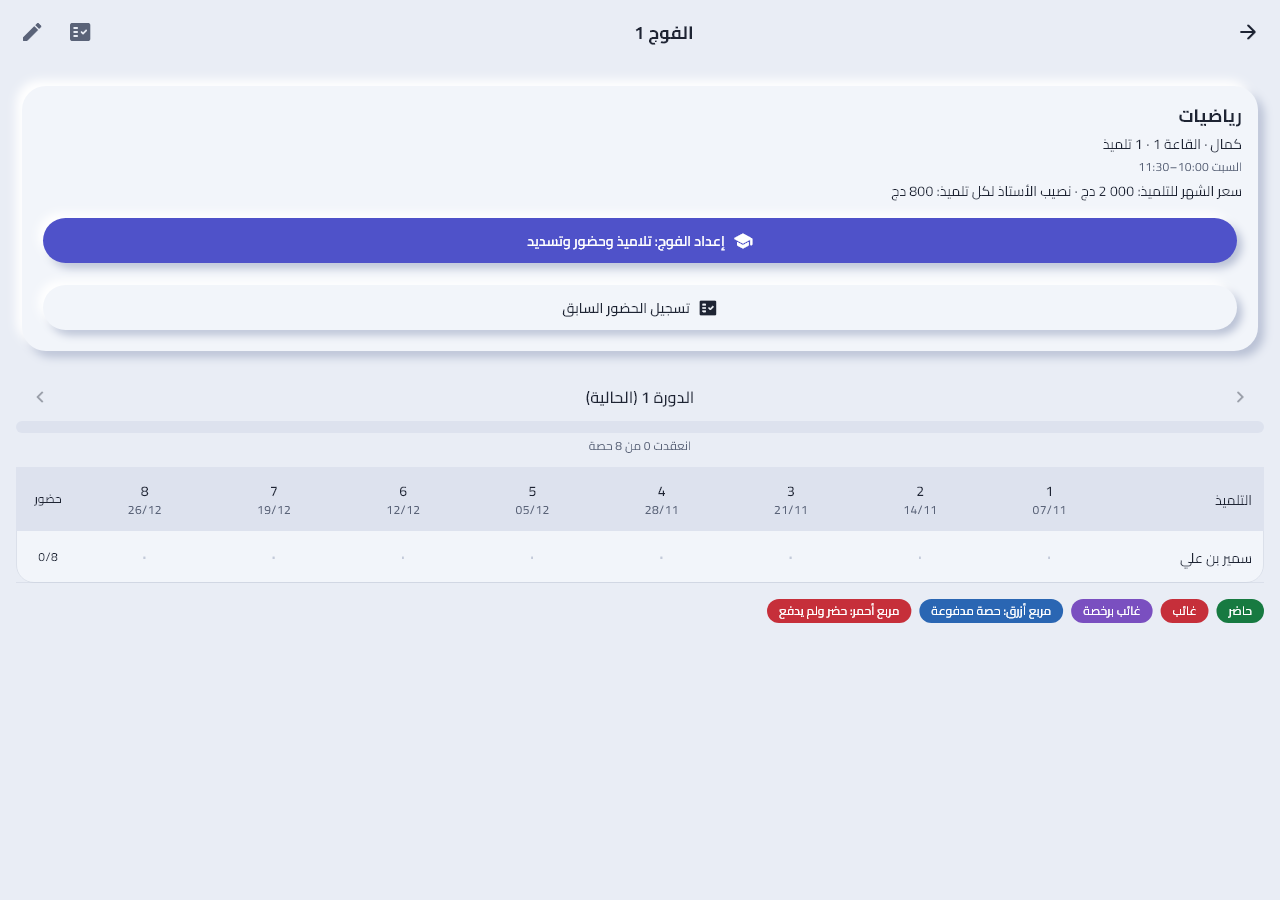 الفوج 1
رياضيات
كمال · القاعة 1 · 1 تلميذ
السبت 10:00–11:30
سعر الشهر للتلميذ: 000 2 دج · نصيب الأستاذ لكل تلميذ: 800 دج
إعداد الفوج: تلاميذ وحضور وتسديد
تسجيل الحضور السابق
الدورة 1 (الحالية)
انعقدت 0 من 8 حصة
التلميذ 1 2 3 4 5 6 7 8 حضور
07/11 14/11 21/11 28/11 05/12 12/12 19/12 26/12
سمير بن علي · · · · · · · · 0/8
حاضر غائب غائب برخصة مربع أزرق: حصة مدفوعة مربع أحمر: حضر ولم يدفع